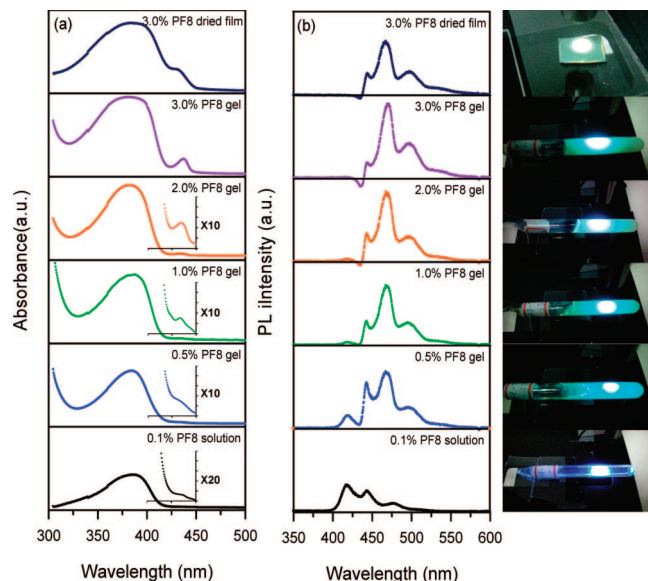 (a)
3.0% PF8 dried film
3.0% PF8 gel
2.0% PF8 gel
X10
1.0% PF8 gel
X10
0.5% PF8 gel
X10
0.1% PF8 solution
X20
Absorbance(a.u.)
300 350 400 450 500
Wavelength (nm)
(b)
3.0% PF8 dried film
3.0% PF8 gel
2.0% PF8 gel
1.0% PF8 gel
0.5% PF8 gel
0.1% PF8 solution
PL iintensity (a.u.)
350 400 450 500 550 600
Wavelength (nm)